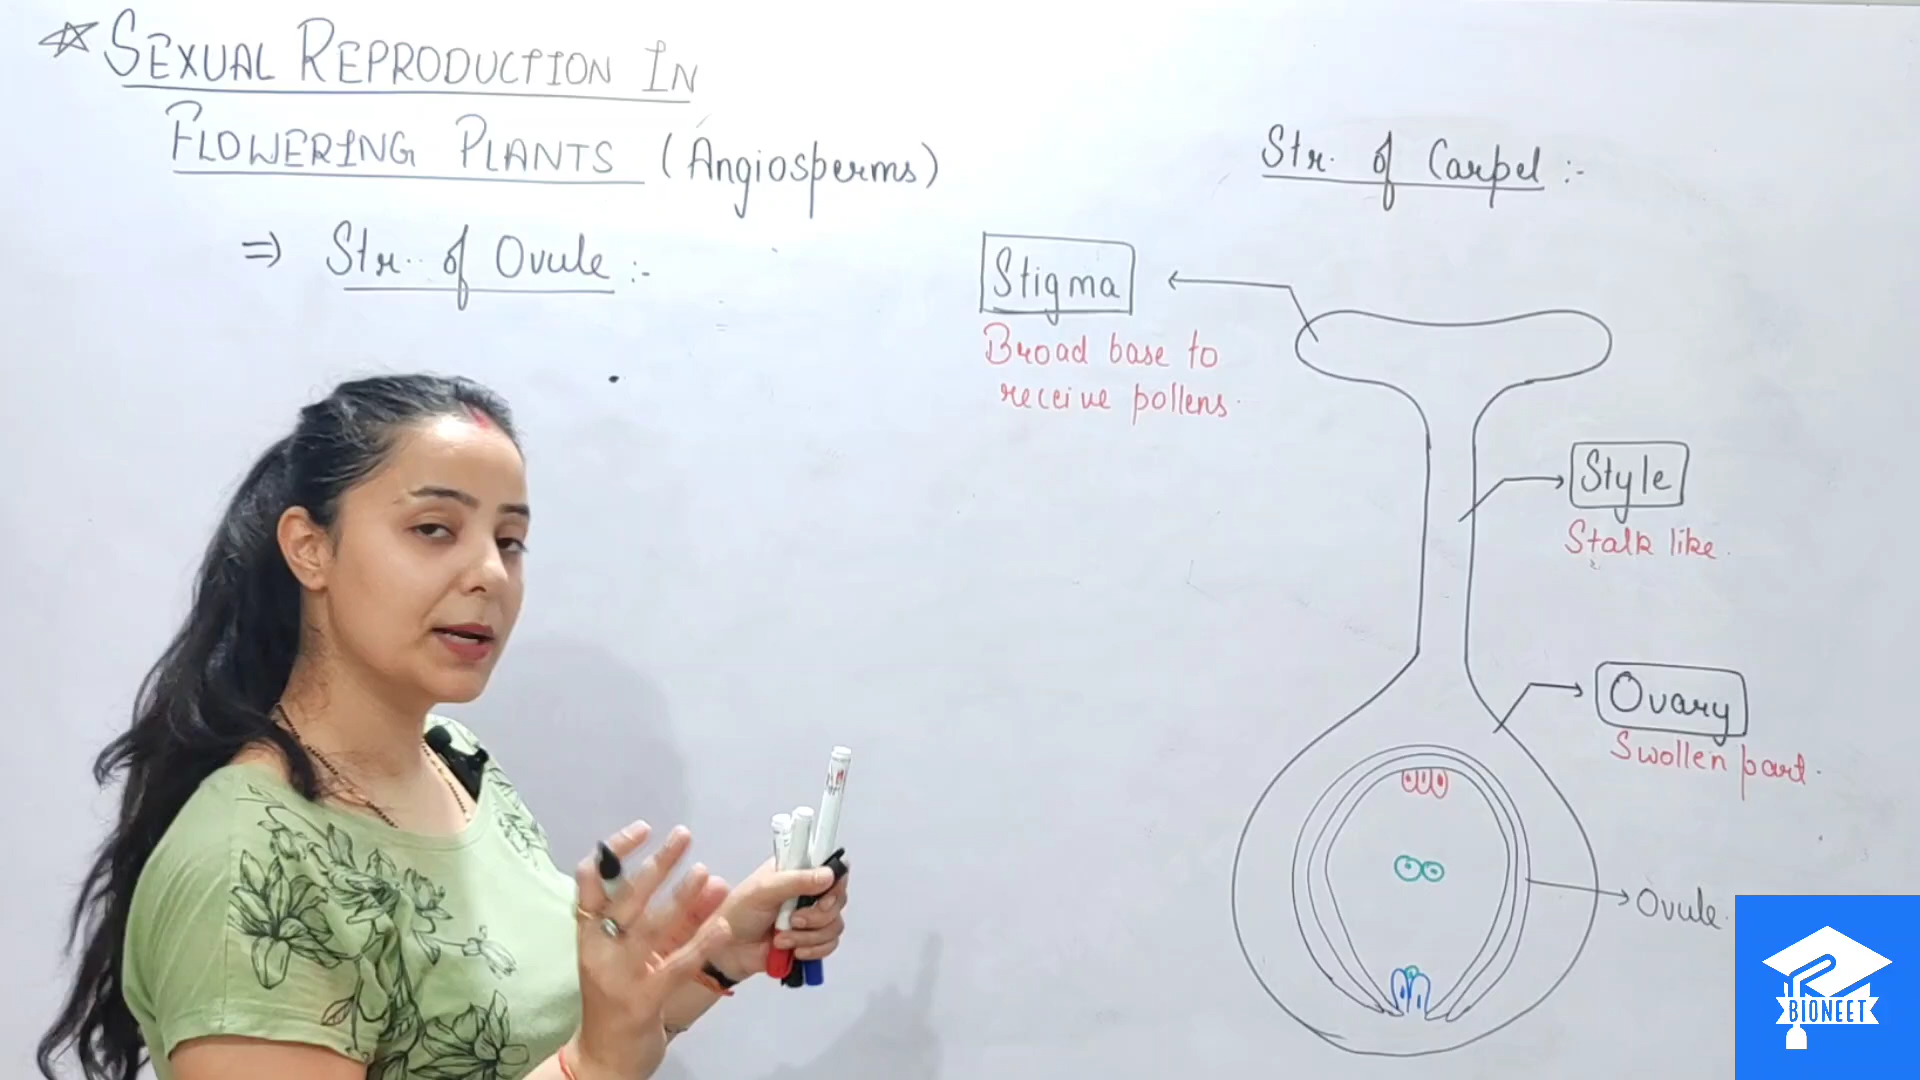 ☆ SEXUAL REPRODUCTION IN
FLOWERING PLANTS (Angiosperms)
⇒ Str. of Ovule :-
Str. of Carpel :-
Stigma
Broad base to
receive pollens.
Style
Stalk like.
Ovary
Swollen part.
Ovule.
BIONEET